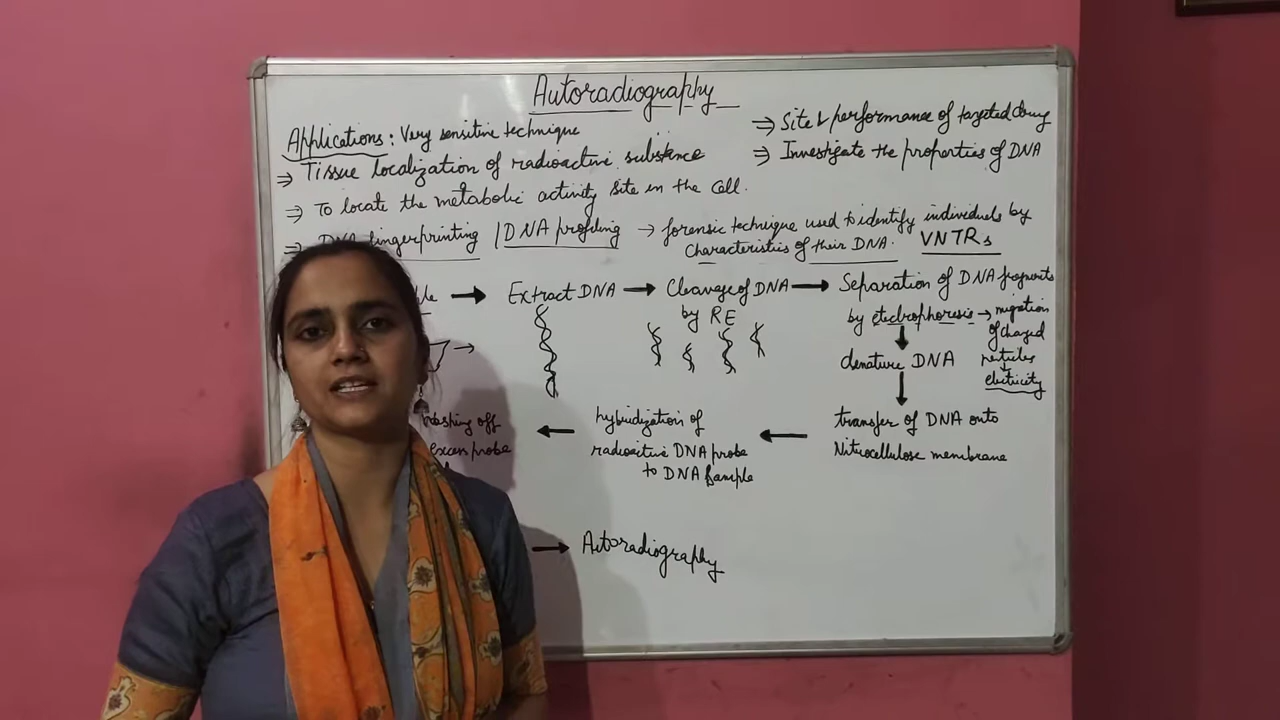 Autoradiography
Applications: Very sensitive technique
⇒ Tissue localization of radioactive substance
⇒ To locate the metabolic activity site in the cell.
⇒ Site & performance of targeted drug
⇒ Investigate the properties of DNA
⇒ DNA fingerprinting / DNA profiling → forensic technique used to identify individuals by
characteristics of their DNA. VNTRs
→ Extract DNA → Cleavage of DNA → Separation of DNA fragments
by RE
by electrophoresis → migration
of charged
particles
electricity
denature DNA
transfer of DNA onto
Nitrocellulose membrane
hybridization of
radioactive DNA probe
to DNA sample
washing off
excess probe
→ Autoradiography